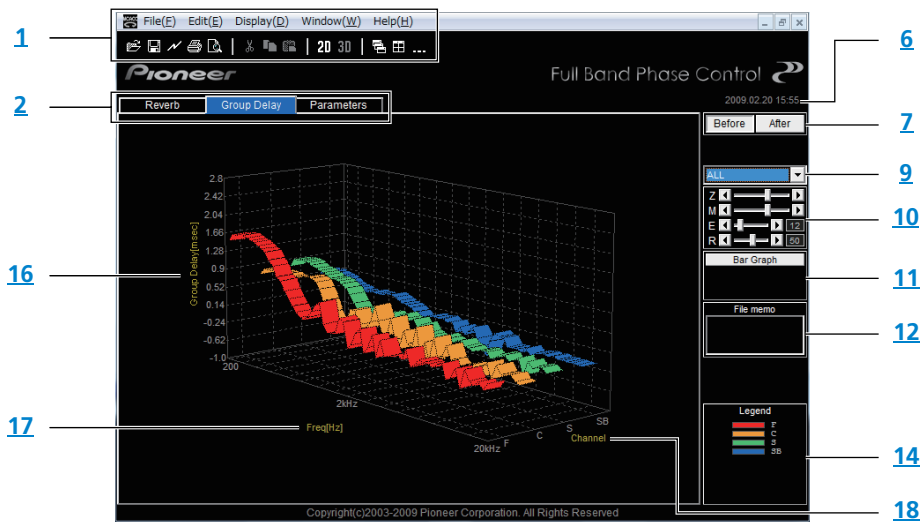 File(F) Edit(E) Display(D) Window(W) Help(H)
1
2D 3D ...
6
Pioneer
Full Band Phase Control
2009.02.20 15:55
2
Reverb Group Delay Parameters
Before After
7
ALL
9
Z
M
E 12
R 50
10
Bar Graph
11
File memo
12
2.8
2.42
2.04
1.66
1.28
0.9
0.52
0.14
-0.24
-0.62
-1.0
Group Delay[msec]
16
200
2kHz
20kHz
Freq[Hz]
17
F
C
S
SB
Channel
18
Legend
F
C
S
SB
14
Copyright(c)2003-2009 Pioneer Corporation. All Rights Reserved